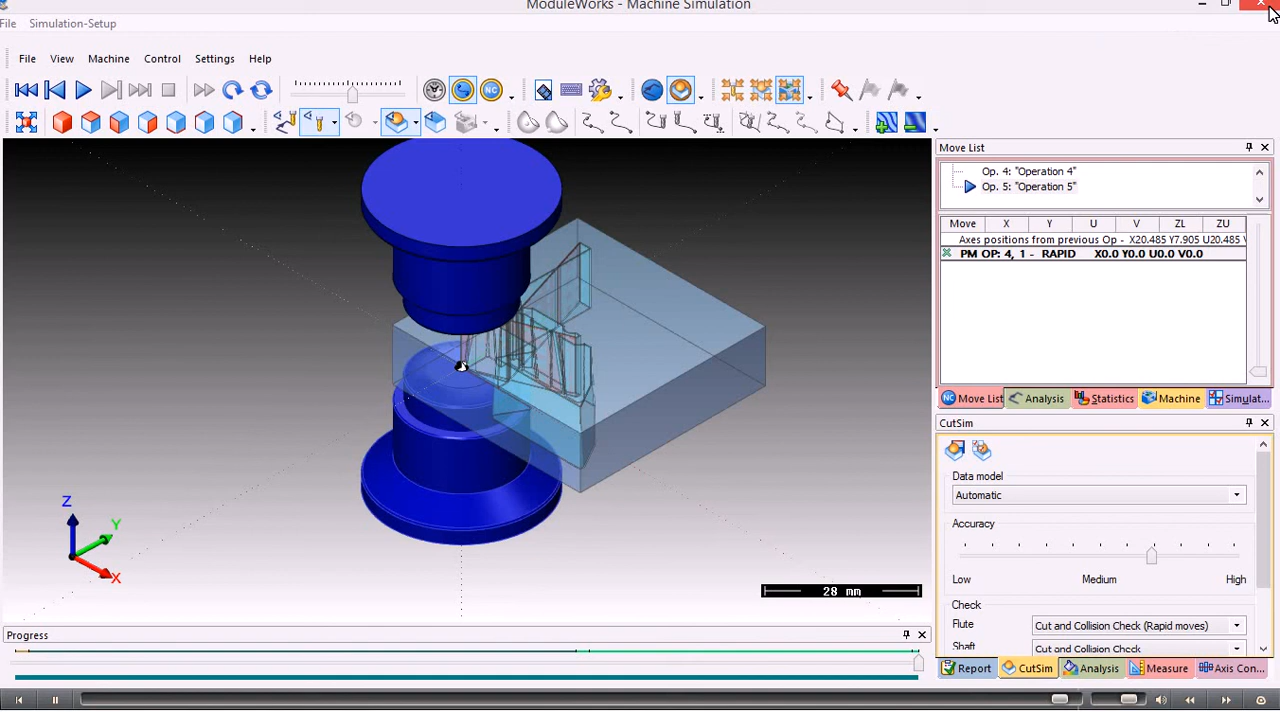 ModuleWorks - Machine Simulation
File Simulation-Setup
File View Machine Control Settings Help
NC
Move List
Op. 4: "Operation 4"
Op. 5: "Operation 5"
Move X Y U V ZL ZU
Axes positions from previous Op - X20.485 Y7.905 U20.485 V
PM OP: 4, 1 - RAPID X0.0 Y0.0 U0.0 V0.0
NC Move List Analysis Statistics Machine Simulat...
CutSim
Data model
Automatic
Accuracy
Low Medium High
Check
Flute Cut and Collision Check (Rapid moves)
Shaft Cut and Collision Check
Report CutSim Analysis Measure Axis Con...
Z
Y
X
28 mm
Progress